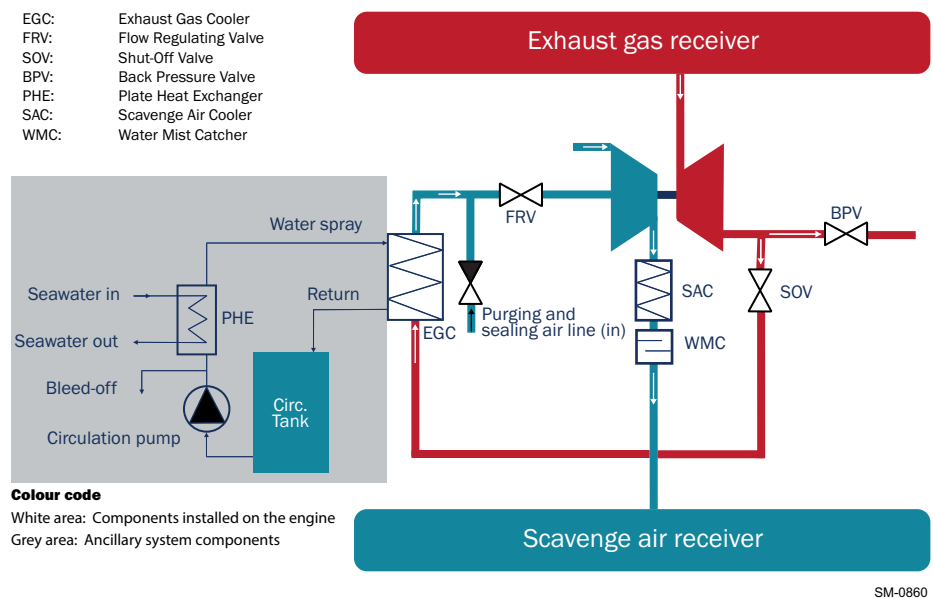 EGC: Exhaust Gas Cooler
FRV: Flow Regulating Valve
SOV: Shut-Off Valve
BPV: Back Pressure Valve
PHE: Plate Heat Exchanger
SAC: Scavenge Air Cooler
WMC: Water Mist Catcher
Exhaust gas receiver
BPV
FRV
Water spray
Seawater in
Return
SAC
SOV
PHE
Purging and
sealing air line (in)
EGC
Seawater out
WMC
Bleed-off
Circ.
Tank
Circulation pump
Colour code
White area: Components installed on the engine
Grey area: Ancillary system components
Scavenge air receiver
SM-0860